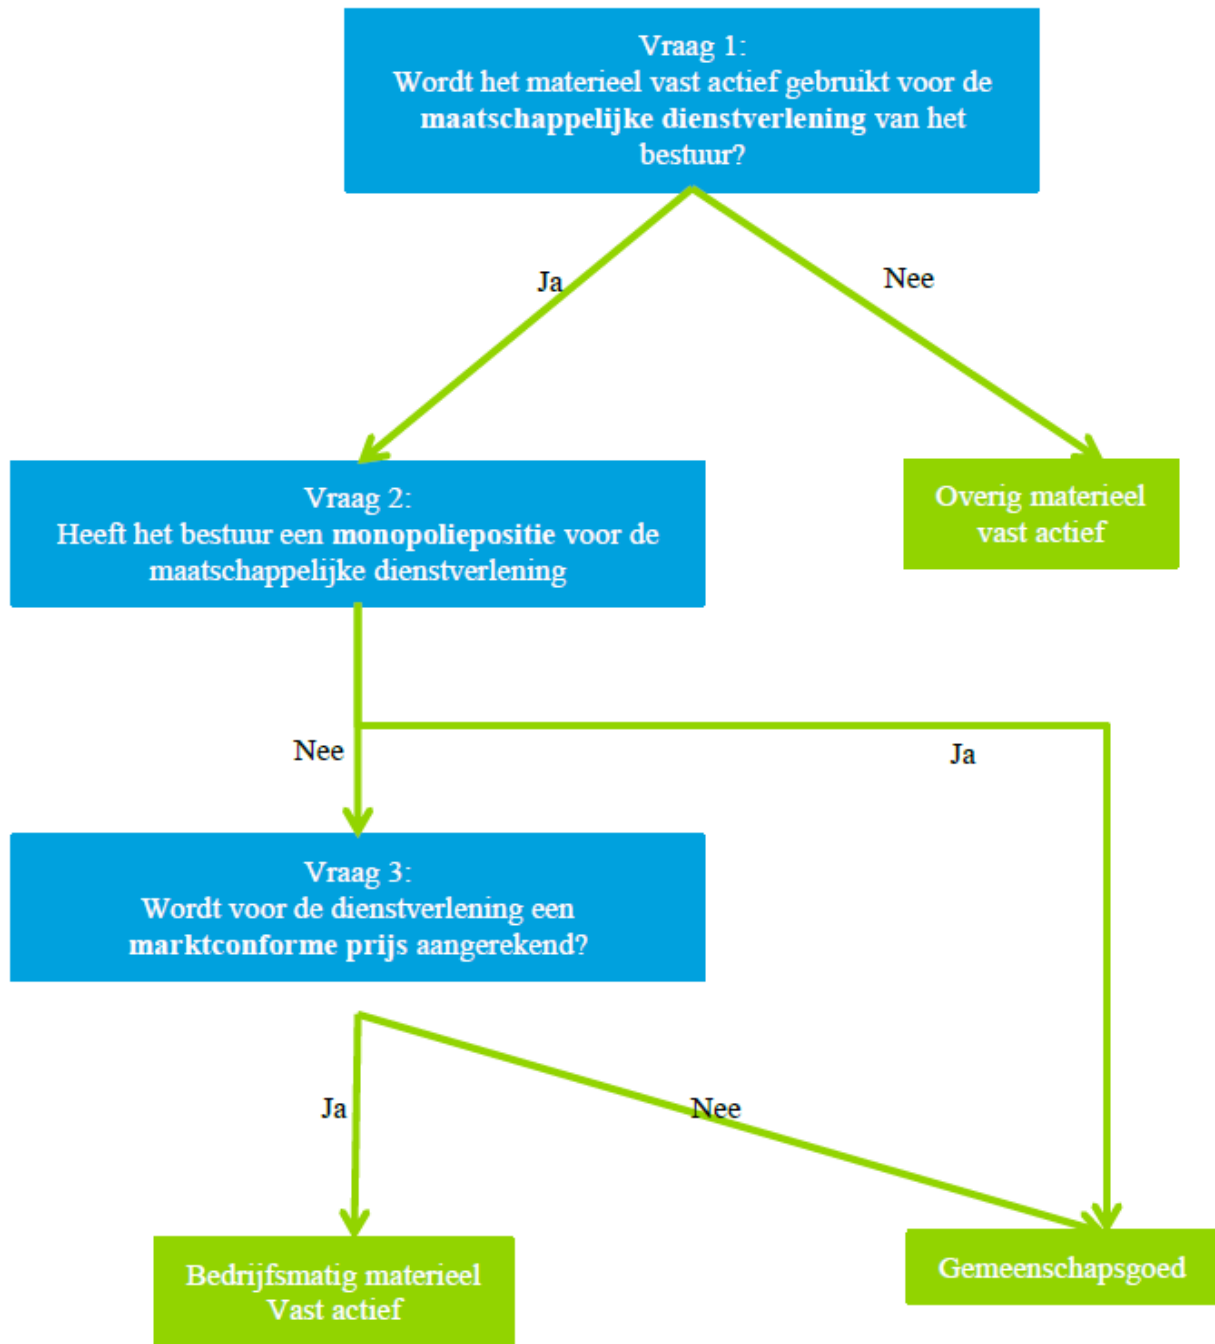 Vraag 1:
Wordt het materieel vast actief gebruikt voor de
maatschappelijke dienstverlening van het
bestuur?
Ja
Nee
Vraag 2:
Heeft het bestuur een monopoliepositie voor de
maatschappelijke dienstverlening
Overig materieel
vast actief
Nee
Ja
Vraag 3:
Wordt voor de dienstverlening een
marktconforme prijs aangerekend?
Ja
Nee
Bedrijfsmatig materieel
Vast actief
Gemeenschapsgoed